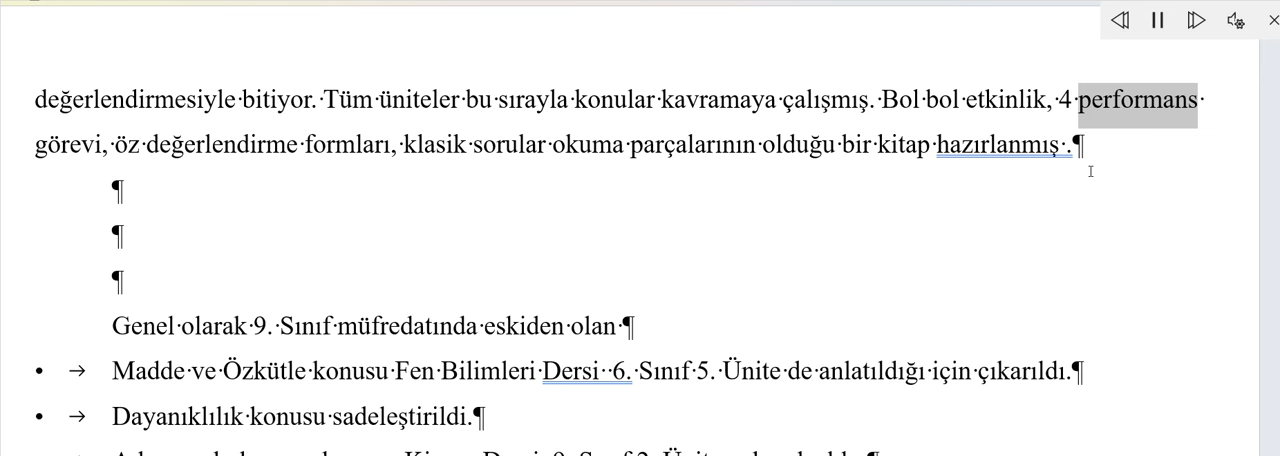 değerlendirmesiyle bitiyor. Tüm üniteler bu sırayla konular kavramaya çalışmış. Bol bol etkinlik, 4 performans
görevi, öz değerlendirme formları, klasik sorular okuma parçalarının olduğu bir kitap hazırlanmış .¶
¶
¶
¶
Genel olarak 9. Sınıf müfredatında eskiden olan ¶
• → Madde ve Özkütle konusu Fen Bilimleri Dersi  6. Sınıf 5. Ünite de anlatıldığı için çıkarıldı.¶
• → Dayanıklılık konusu sadeleştirildi.¶